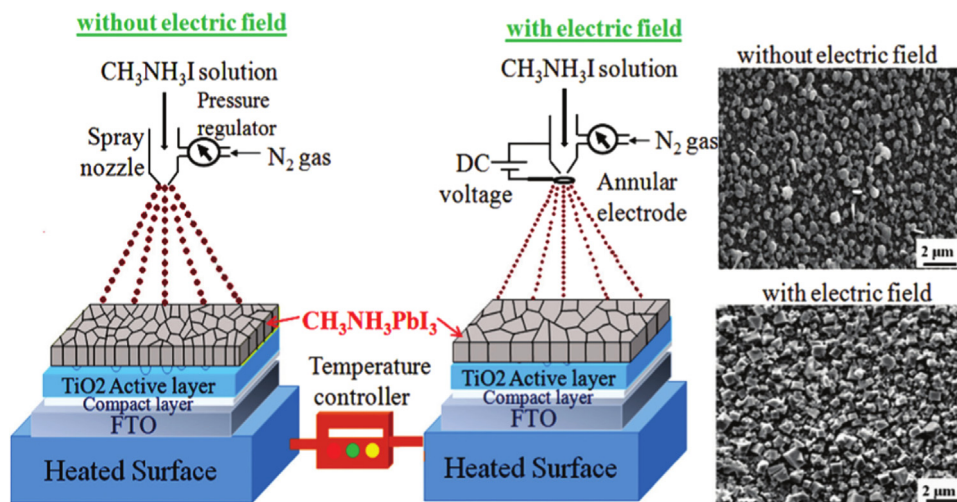 without electric field
CH₃NH₃I solution
Pressure
regulator
Spray
nozzle
N₂ gas
TiO2 Active layer
Compact layer
FTO
Heated Surface
CH₃NH₃PbI₃
Temperature
controller
with electric field
CH₃NH₃I solution
N₂ gas
DC
voltage
Annular
electrode
TiO2 Active layer
Compact layer
FTO
Heated Surface
without electric field
2 μm
with electric field
2 μm